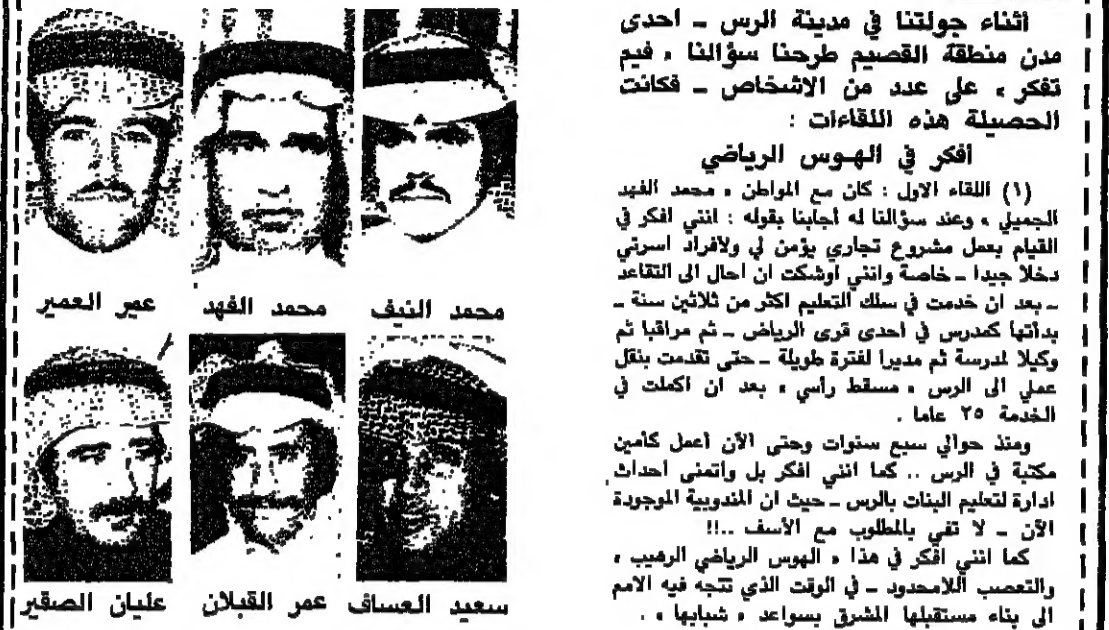 اثناء جولتنا في مدينة الرس ـ احدى
مدن منطقة القصيم طرحنا سؤالنا « فيم
تفكر » على عدد من الاشخاص ـ فكانت
الحصيلة هذه اللقاءات :
أفكر في الهوس الرياضي
(١) اللقاء الاول : كان مع المواطن « محمد الفهد
الجميلي » وعند سؤالنا له أجابنا بقوله : انني افكر في
القيام بعمل مشروع تجاري يؤمن لي ولافراد اسرتي
دخلا جيدا ـ خاصة وانني اوشكت ان احال الى التقاعد
ـ بعد ان خدمت في سلك التعليم اكثر من ثلاثين سنة ـ
بدأتها كمدرس في احدى قرى الرياض ـ ثم مراقبا ثم
وكيلا لمدرسة ثم مديرا لفترة طويلة ـ حتى تقدمت بنقل
عملي الى الرس « مسقط رأسي » بعد ان اكملت في
الخدمة ٢٥ عاما .
ومنذ حوالي سبع سنوات وحتى الآن أعمل كأمين
مكتبة في الرس .. كما انني افكر بل واتمنى أحداث
ادارة لتعليم البنات بالرس ـ حيث ان المندوبية الموجودة
الآن ـ لا تفي بالمطلوب مع الأسف ..!!
كما انني افكر في هذا « الهوس الرياضي الرهيب »
والتعصب اللامحدود ـ في الوقت الذي تتجه فيه الامم
الى بناء مستقبلها المشرق بسواعد « شبابها » .
محمد النيف محمد الفهد عمر العمير
سعيد العساف عمر القبلان عليان الصقير